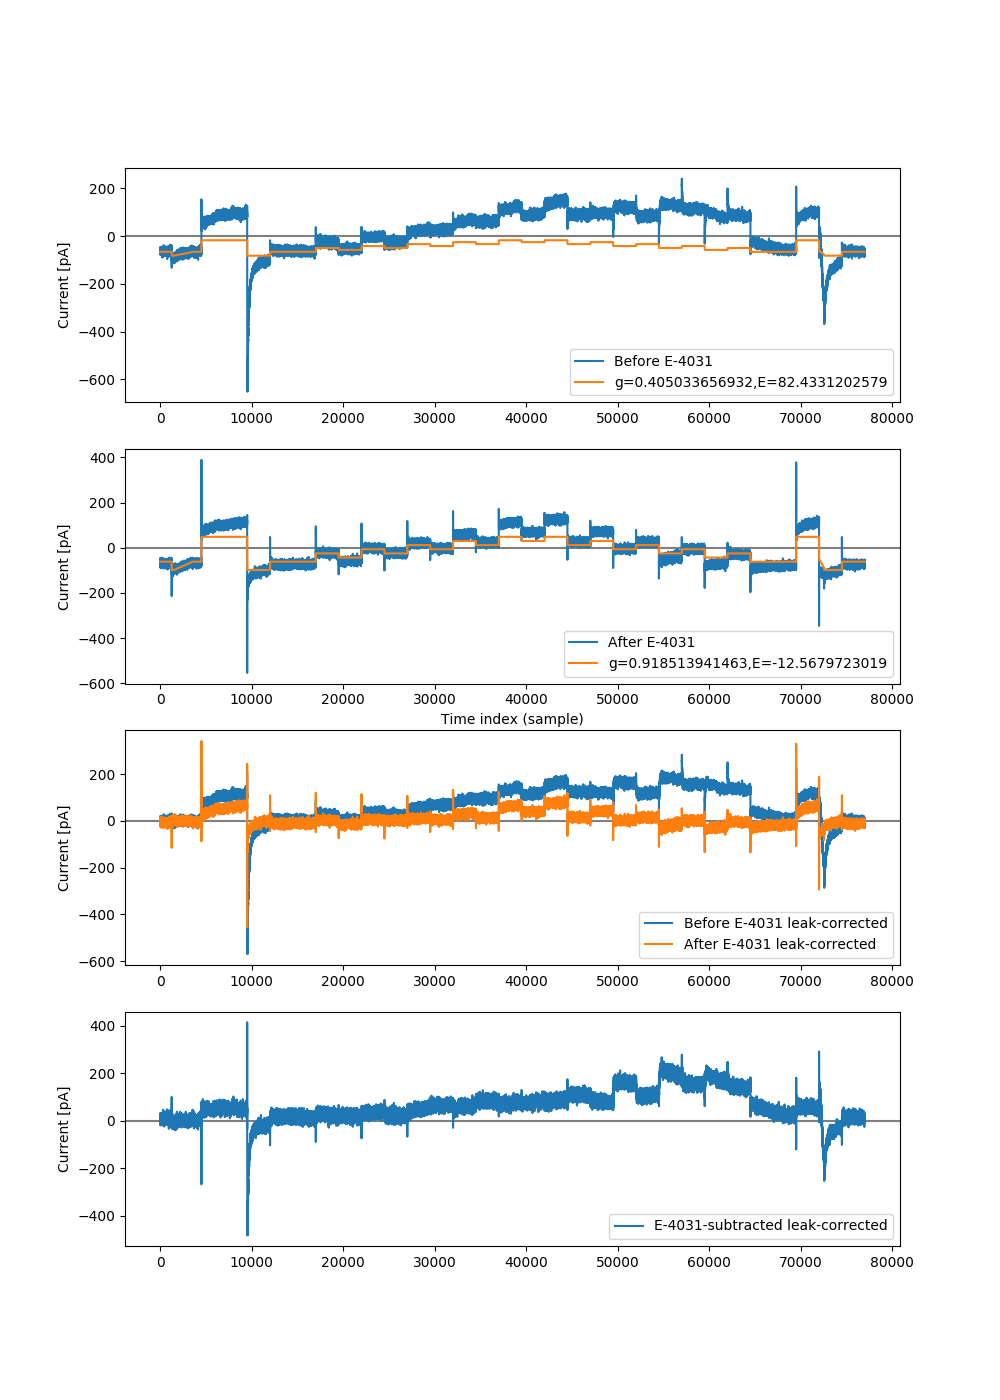 200
0
−200
−400
−600
Current [pA]
Before E-4031
g=0.405033656932,E=82.4331202579
0 10000 20000 30000 40000 50000 60000 70000 80000
400
200
0
−200
−400
−600
Current [pA]
After E-4031
g=0.918513941463,E=-12.5679723019
0 10000 20000 30000 40000 50000 60000 70000 80000
Time index (sample)
200
0
−200
−400
−600
Current [pA]
Before E-4031 leak-corrected
After E-4031 leak-corrected
0 10000 20000 30000 40000 50000 60000 70000 80000
400
200
0
−200
−400
Current [pA]
E-4031-subtracted leak-corrected
0 10000 20000 30000 40000 50000 60000 70000 80000